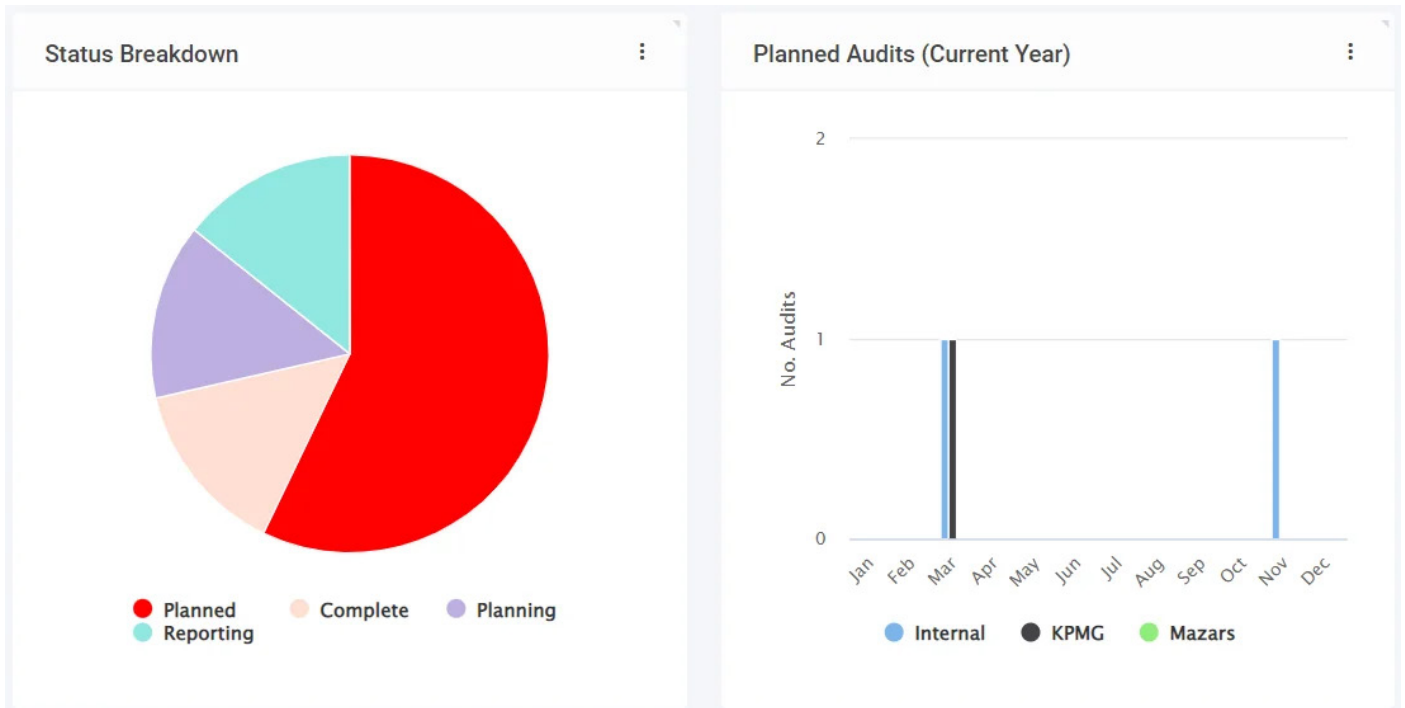 Status Breakdown
Planned
Complete
Planning
Reporting
Planned Audits (Current Year)
2
1
0
No. Audits
Jan
Feb
Mar
Apr
May
Jun
Jul
Aug
Sep
Oct
Nov
Dec
Internal
KPMG
Mazars